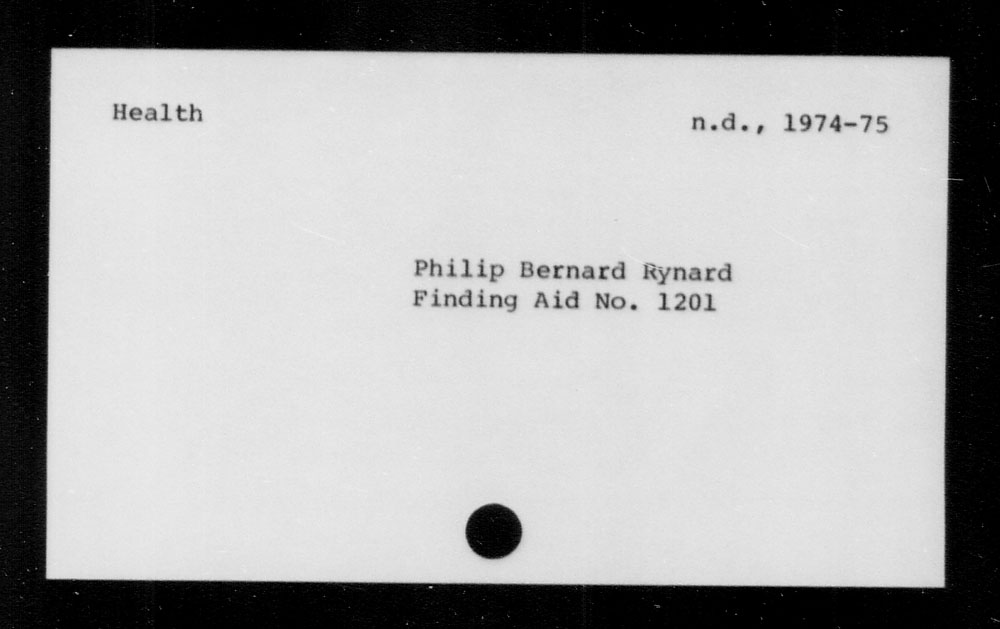 Health
n.d., 1974-75
Philip Bernard Rynard
Finding Aid No. 1201